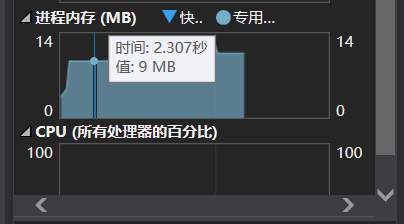 进程内存 (MB) 快.. 专用...
14 14
时间: 2.307秒
值: 9 MB
0 0
CPU (所有处理器的百分比)
100 100